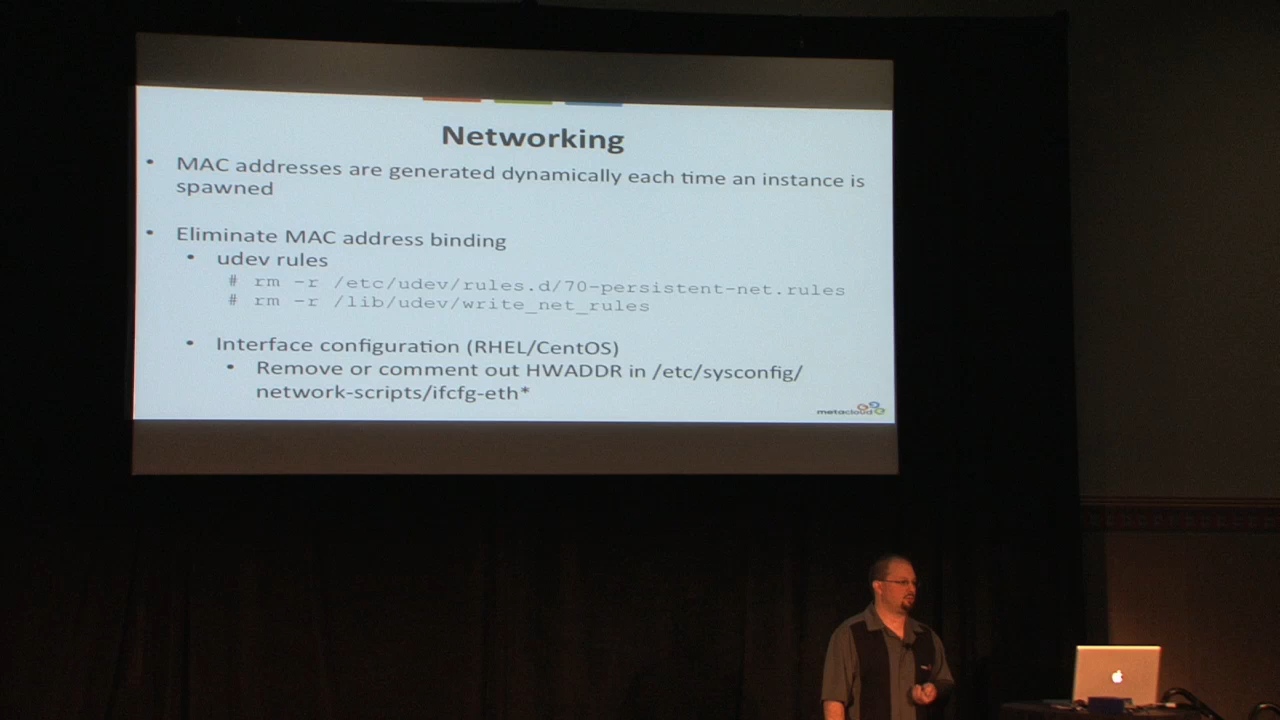 Networking
• MAC addresses are generated dynamically each time an instance is
spawned
• Eliminate MAC address binding
• udev rules
# rm -r /etc/udev/rules.d/70-persistent-net.rules
# rm -r /lib/udev/write_net_rules
• Interface configuration (RHEL/CentOS)
• Remove or comment out HWADDR in /etc/sysconfig/
network-scripts/ifcfg-eth*
metacloud